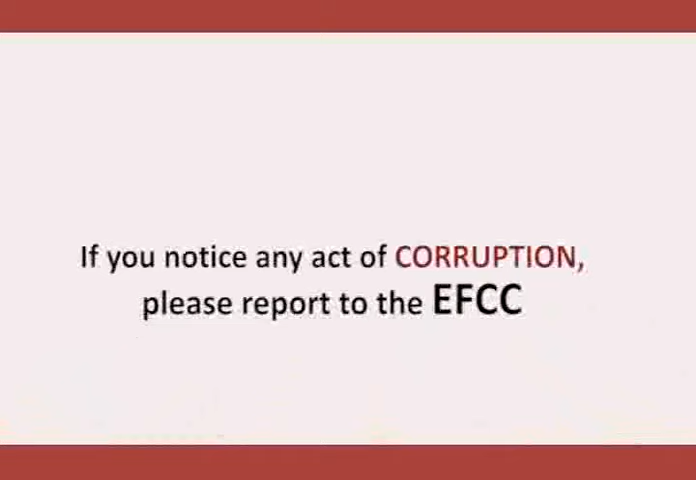 If you notice any act of CORRUPTION,
please report to the EFCC